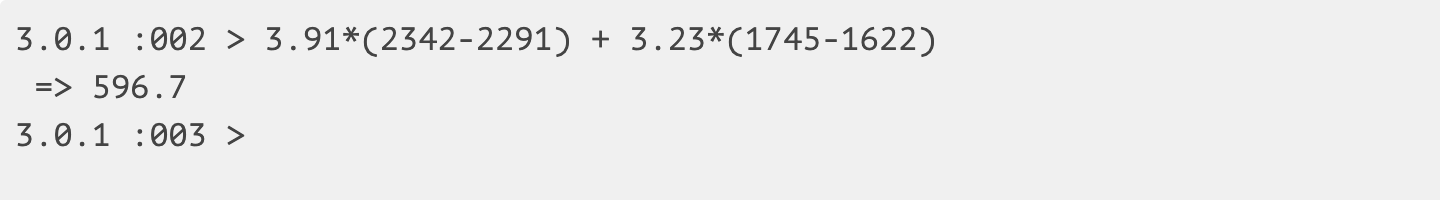 3.0.1 :002 > 3.91*(2342-2291) + 3.23*(1745-1622)
 => 596.7
3.0.1 :003 >